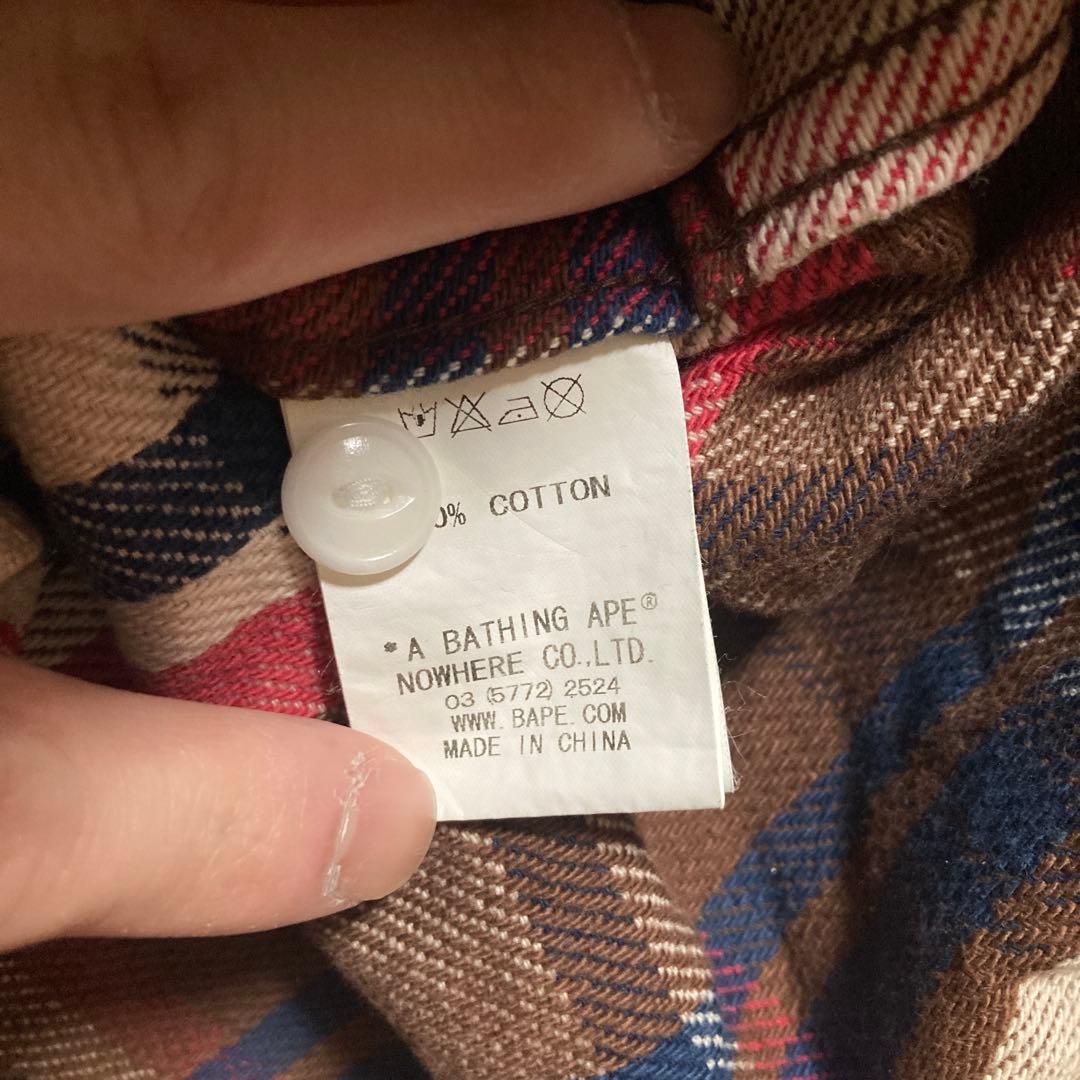 0% COTTON
*A BATHING APE®
NOWHERE CO.,LTD.
03 (5772) 2524
WWW. BAPE. COM
MADE IN CHINA